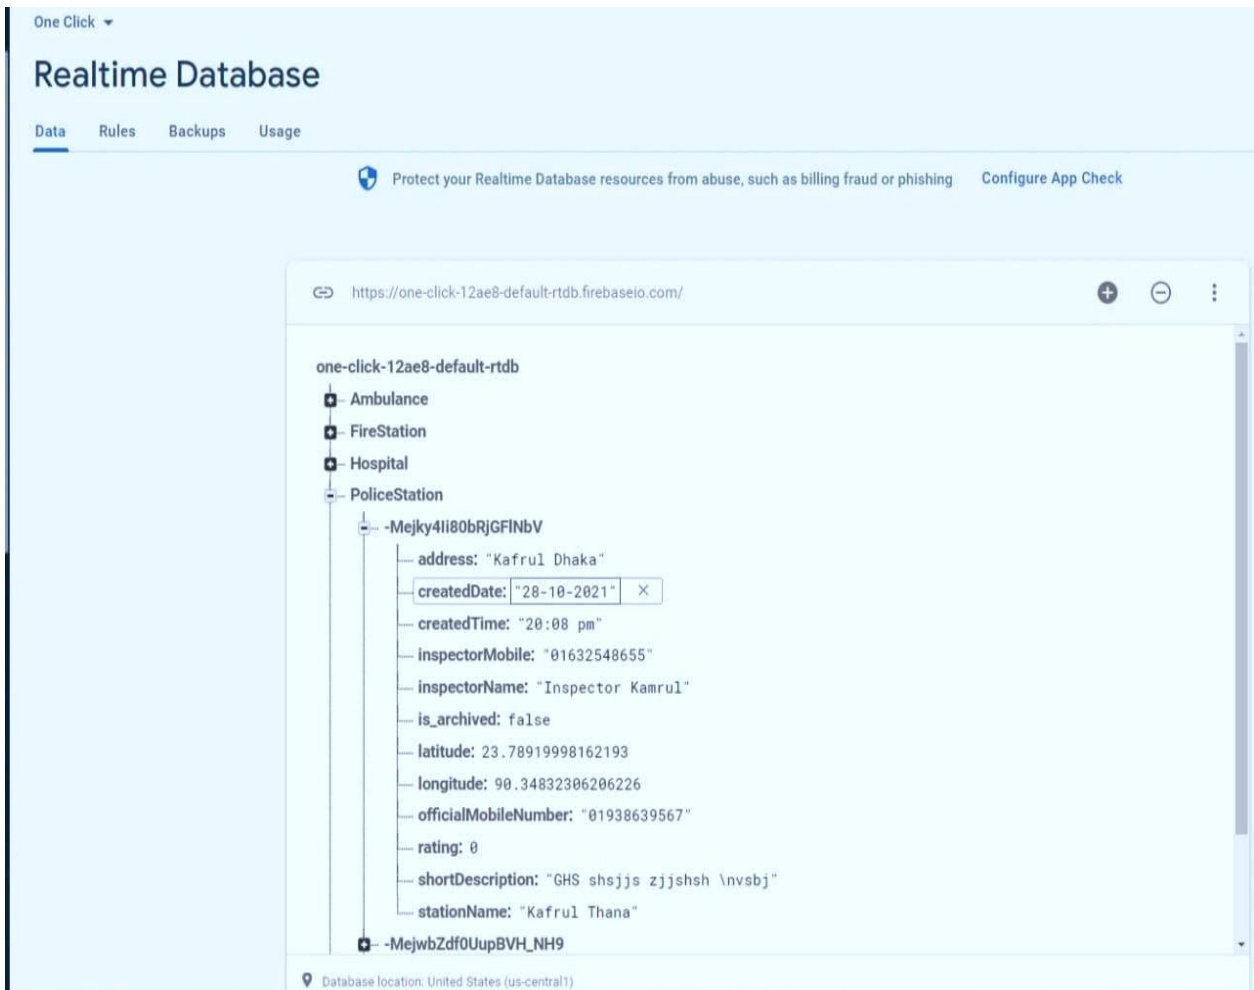 One Click
Realtime Database
Data Rules Backups Usage
Protect your Realtime Database resources from abuse, such as billing fraud or phishing Configure App Check
https://one-click-12ae8-default-rtdb.firebaseio.com/
one-click-12ae8-default-rtdb
Ambulance
FireStation
Hospital
PoliceStation
-Mejky4Ii80bRjGFlNbV
address: "Kafrul Dhaka"
createdDate: "28-10-2021"
createdTime: "20:08 pm"
inspectorMobile: "01632548655"
inspectorName: "Inspector Kamrul"
is_archived: false
latitude: 23.78919998162193
longitude: 90.34832306206226
officialMobileNumber: "01938639567"
rating: 0
shortDescription: "GHS shsjjs zjjshsh \nvsbj"
stationName: "Kafrul Thana"
-MejwbZdf0UupBVH_NH9
Database location: United States (us-central1)